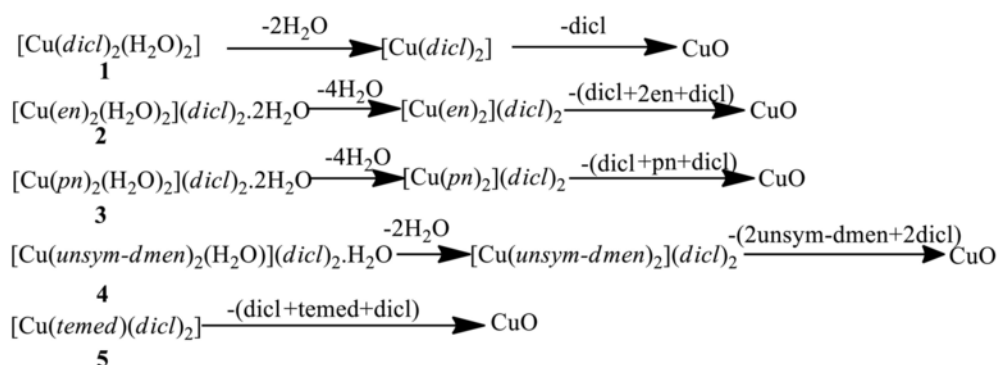 -2H₂O -dicl
[Cu(dicl)₂(H₂O)₂] [Cu(dicl)₂] CuO
1
-4H₂O -(dicl+2en+dicl)
[Cu(en)₂(H₂O)₂](dicl)₂.2H₂O [Cu(en)₂](dicl)₂ CuO
2
-4H₂O -(dicl+pn+dicl)
[Cu(pn)₂(H₂O)₂](dicl)₂.2H₂O [Cu(pn)₂](dicl)₂ CuO
3
-2H₂O -(2unsym-dmen+2dicl)
[Cu(unsym-dmen)₂(H₂O)](dicl)₂.H₂O [Cu(unsym-dmen)₂](dicl)₂ CuO
4
-(dicl+temed+dicl)
[Cu(temed)(dicl)₂] CuO
5